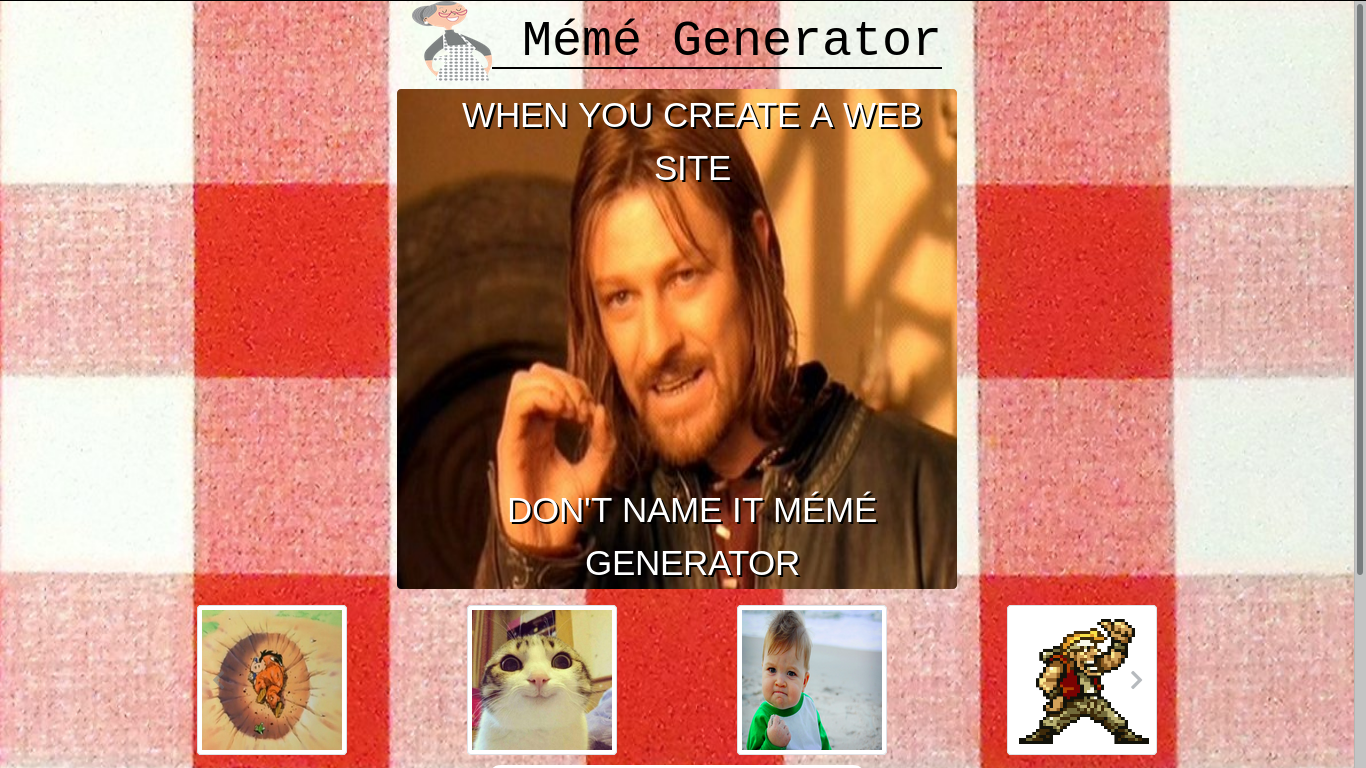 Mémé Generator
WHEN YOU CREATE A WEB
SITE
DON'T NAME IT MÉMÉ
GENERATOR